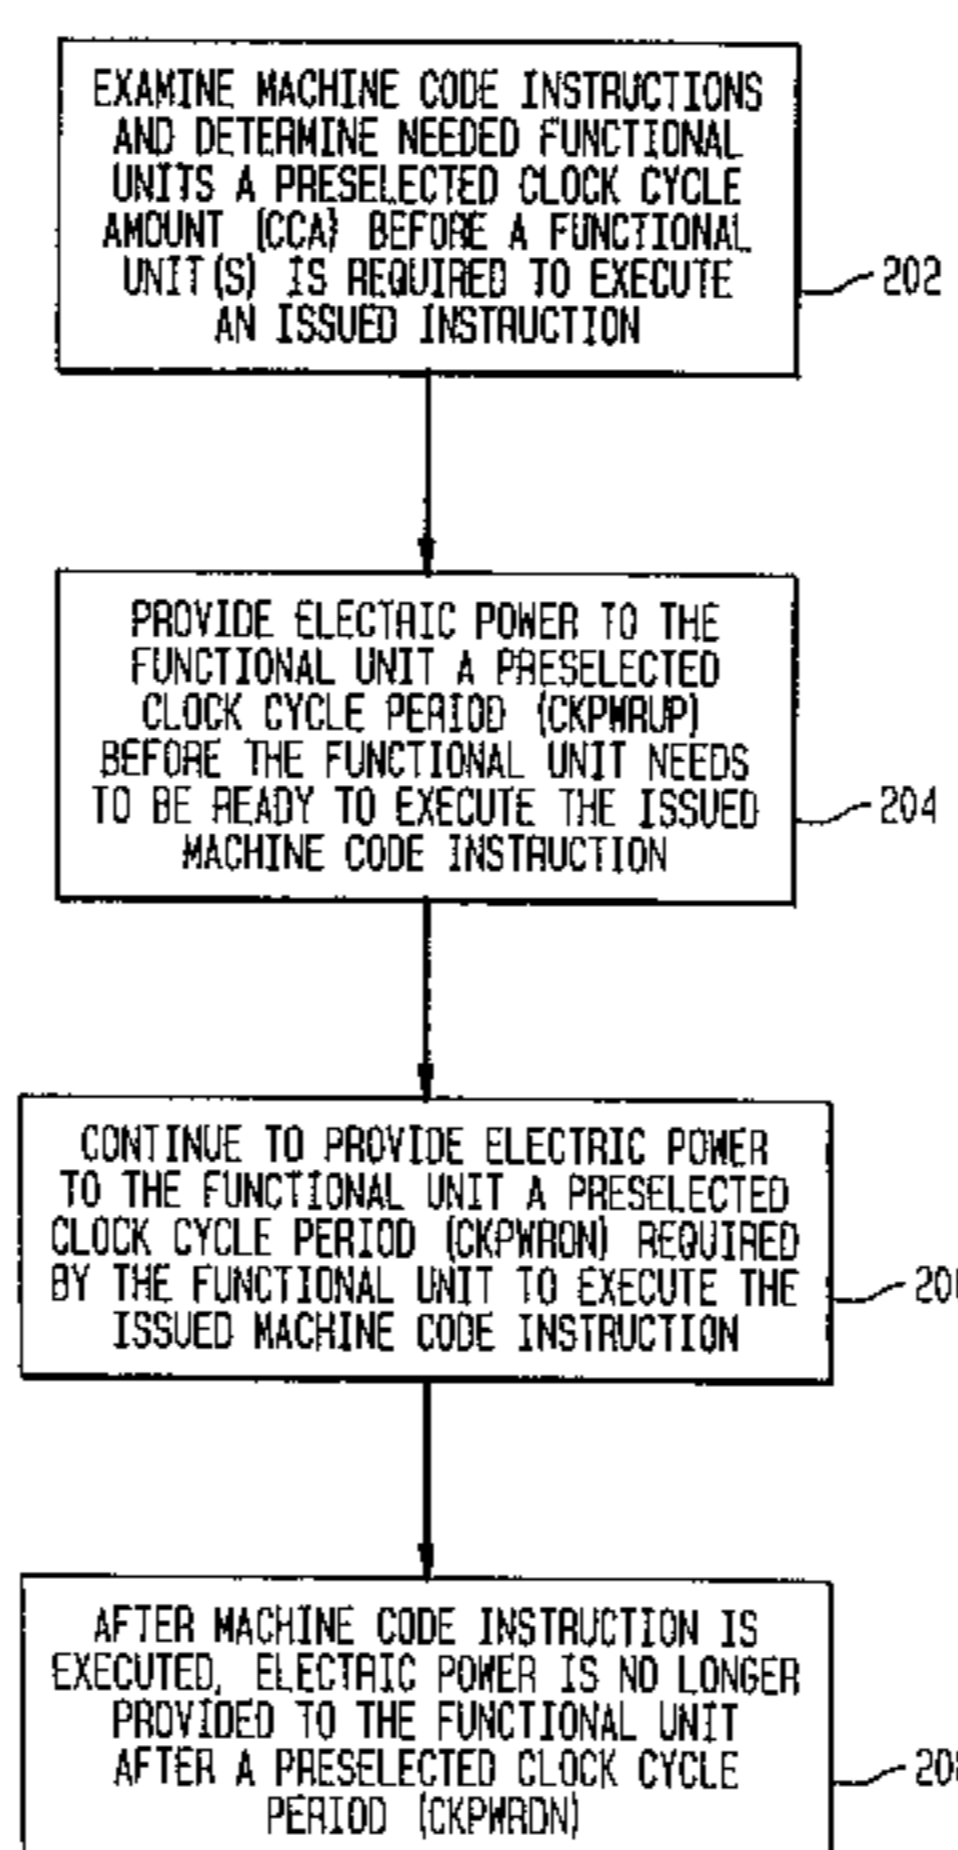 EXAMINE MACHINE CODE INSTRUCTIONS
AND DETERMINE NEEDED FUNCTIONAL
UNITS A PRESELECTED CLOCK CYCLE
AMOUNT (CCA) BEFORE A FUNCTIONAL
UNIT(S) IS REQUIRED TO EXECUTE
AN ISSUED INSTRUCTION
202
PROVIDE ELECTRIC POWER TO THE
FUNCTIONAL UNIT A PRESELECTED
CLOCK CYCLE PERIOD (CKPWRUP)
BEFORE THE FUNCTIONAL UNIT NEEDS
TO BE READY TO EXECUTE THE ISSUED
MACHINE CODE INSTRUCTION
204
CONTINUE TO PROVIDE ELECTRIC POWER
TO THE FUNCTIONAL UNIT A PRESELECTED
CLOCK CYCLE PERIOD (CKPWRON) REQUIRED
BY THE FUNCTIONAL UNIT TO EXECUTE THE
ISSUED MACHINE CODE INSTRUCTION
AFTER MACHINE CODE INSTRUCTION IS
EXECUTED, ELECTRIC POWER IS NO LONGER
PROVIDED TO THE FUNCTIONAL UNIT
AFTER A PRESELECTED CLOCK CYCLE
PERIOD (CKPWRDN)